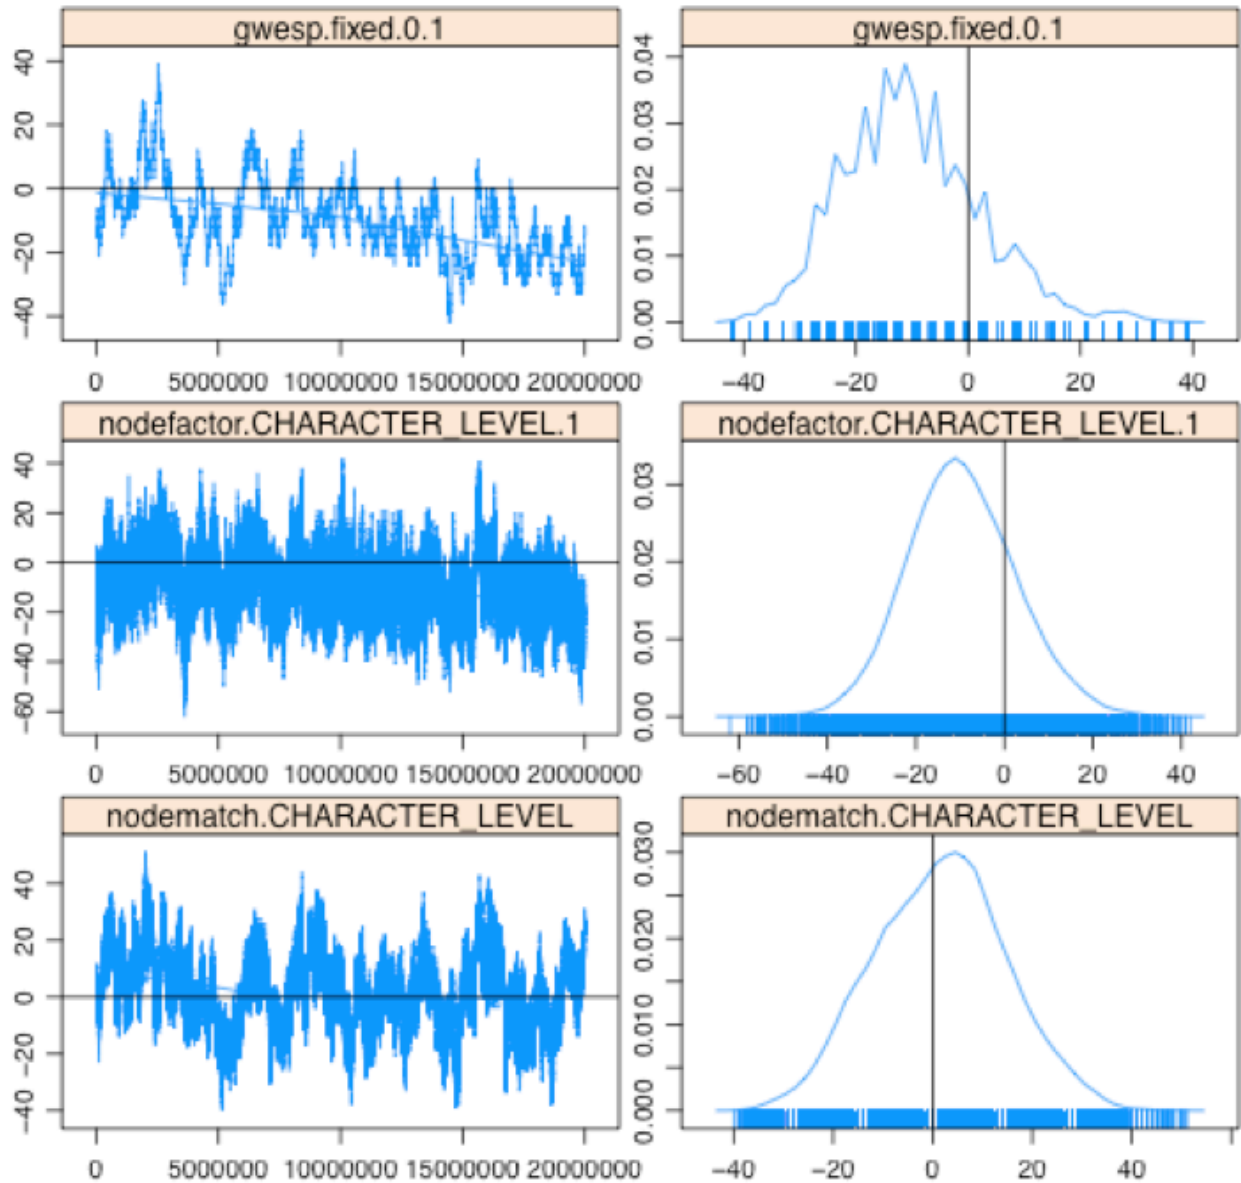 gwesp.fixed.0.1
40
20
0
−20
−40
0 5000000 10000000 15000000 20000000
gwesp.fixed.0.1
0.04
0.03
0.02
0.01
0.00
−40 −20 0 20 40
nodefactor.CHARACTER_LEVEL.1
40
20
0
−20
−40
−60
0 5000000 10000000 15000000 20000000
nodefactor.CHARACTER_LEVEL.1
0.03
0.02
0.01
0.00
−60 −40 −20 0 20 40
nodematch.CHARACTER_LEVEL
40
20
0
−20
−40
0 5000000 10000000 15000000 20000000
nodematch.CHARACTER_LEVEL
0.030
0.020
0.010
0.000
−40 −20 0 20 40